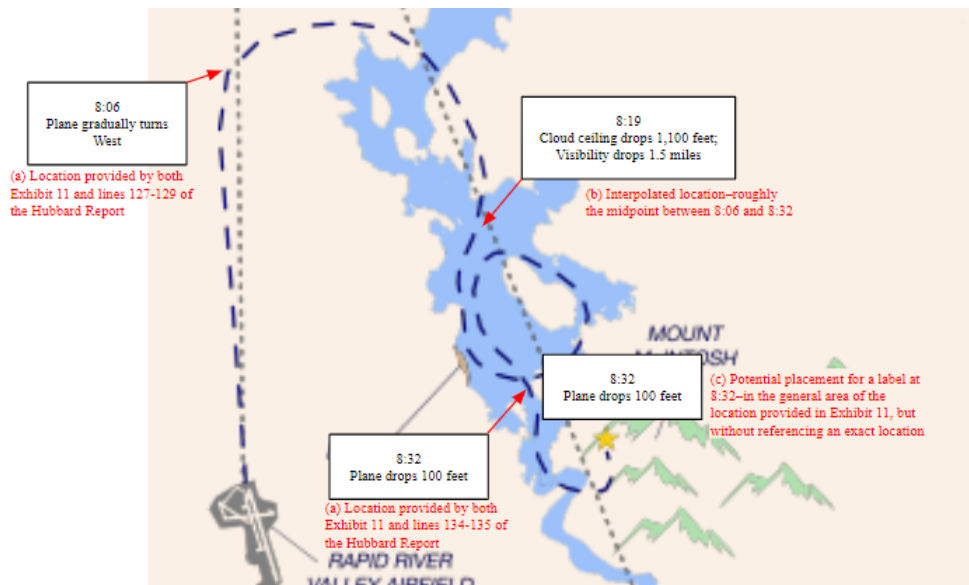 8:06
Plane gradually turns
West
(a) Location provided by both
Exhibit 11 and lines 127-129 of
the Hubbard Report
8:19
Cloud ceiling drops 1,100 feet;
Visibility drops 1.5 miles
(b) Interpolated location–roughly
the midpoint between 8:06 and 8:32
MOUNT
8:32
Plane drops 100 feet
(c) Potential placement for a label at
8:32–in the general area of the
location provided in Exhibit 11, but
without referencing an exact location
8:32
Plane drops 100 feet
(a) Location provided by both
Exhibit 11 and lines 134-135 of
the Hubbard Report
RAPID RIVER
VALLEY AIRFIELD